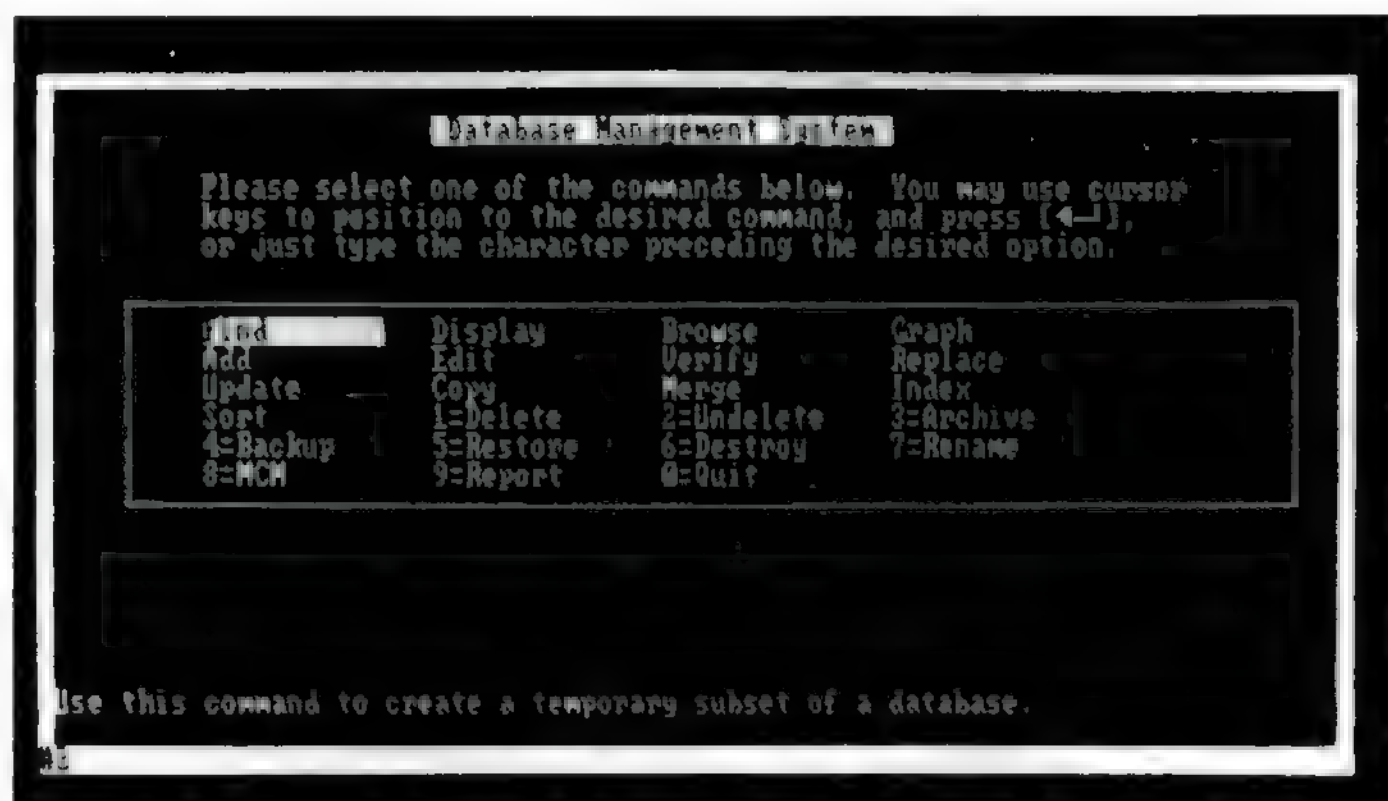 Database Management System
Please select one of the commands below. You may use cursor
keys to position to the desired command, and press [◄─┘],
or just type the character preceding the desired option.
Find Display Browse Graph
Add Edit Verify Replace
Update Copy Merge Index
Sort 1=Delete 2=Undelete 3=Archive
4=Backup 5=Restore 6=Destroy 7=Rename
8=MCM 9=Report 0=Quit
Use this command to create a temporary subset of a database.